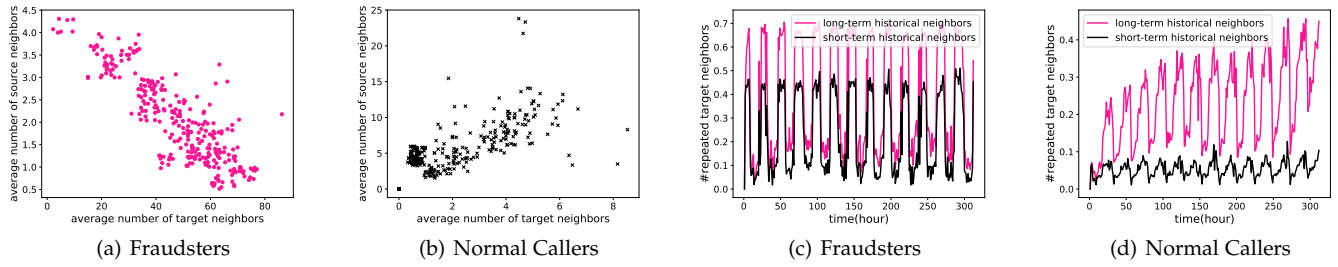 average number of source neighbors
4.5
4.0
3.5
3.0
2.5
2.0
1.5
1.0
0.5
0 20 40 60 80
average number of target neighbors
(a) Fraudsters
average number of source neighbors
25
20
15
10
5
0
0 2 4 6 8
average number of target neighbors
(b) Normal Callers
#repeated target neighbors
0.7
0.6
0.5
0.4
0.3
0.2
0.1
0.0
long-term historical neighbors
short-term historical neighbors
0 50 100 150 200 250 300
time(hour)
(c) Fraudsters
#repeated target neighbors
0.4
0.3
0.2
0.1
0.0
long-term historical neighbors
short-term historical neighbors
0 50 100 150 200 250 300
time(hour)
(d) Normal Callers